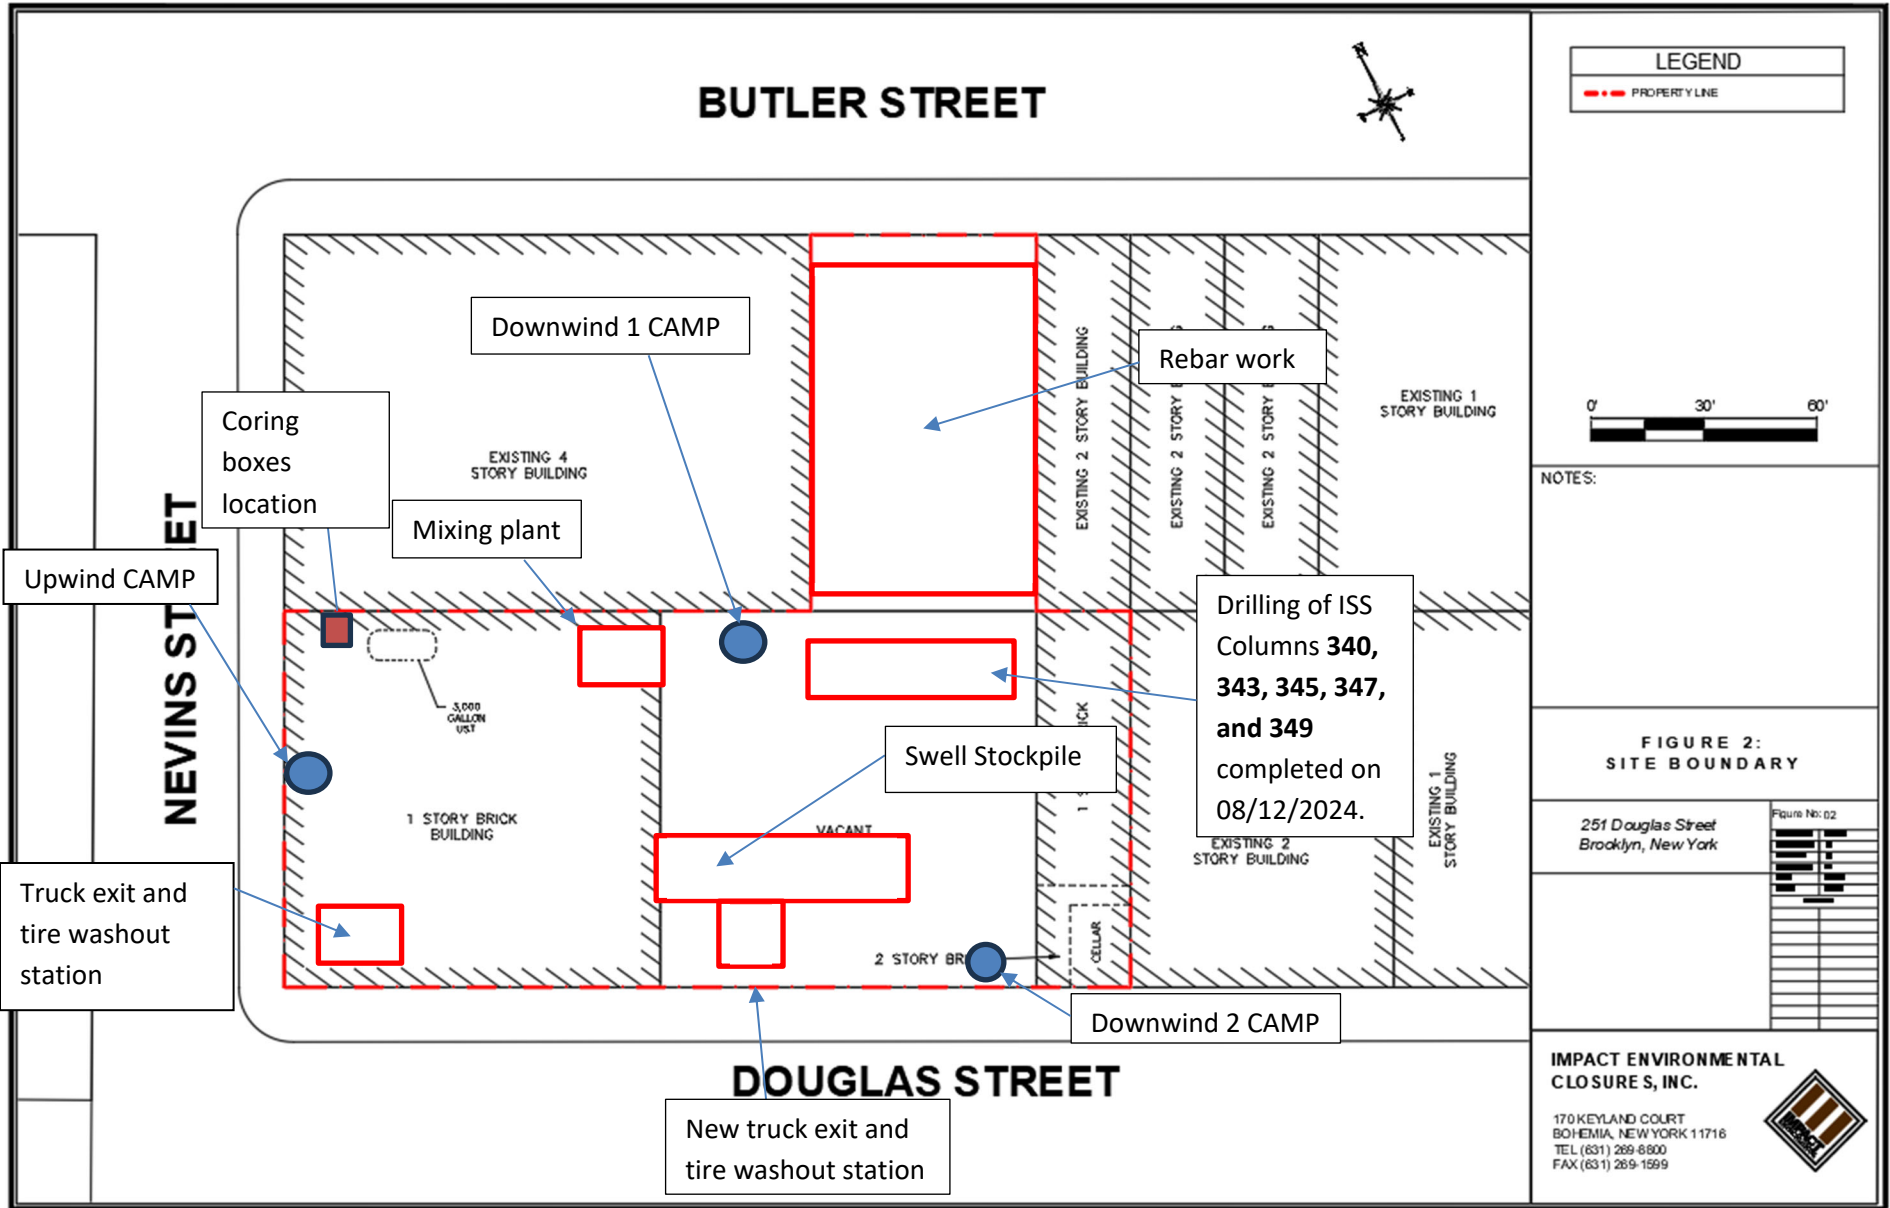 BUTLER STREET
N
LEGEND
PROPERTY LINE
Downwind 1 CAMP
Rebar work
EXISTING 2 STORY BUILDING
EXISTING 2 STORY
EXISTING 2 STORY
EXISTING 1
STORY BUILDING
0' 30' 60'
Coring
boxes
location
EXISTING 4
STORY BUILDING
NOTES:
Mixing plant
NEVINS
Upwind CAMP
Drilling of ISS
Columns 340,
343, 345, 347,
and 349
completed on
08/12/2024.
3,000
GALLON
UST
Swell Stockpile
1 STORY BRICK
BUILDING
VACANT
EXISTING 2
STORY BUILDING
EXISTING 1
STORY BUILDING
FIGURE 2:
SITE BOUNDARY
251 Douglas Street
Brooklyn, New York
Figure No: 02
Truck exit and
tire washout
station
2 STORY
CELLAR
Downwind 2 CAMP
DOUGLAS STREET
New truck exit and
tire washout station
IMPACT ENVIRONMENTAL
CLOSURES, INC.
170 KEYLAND COURT
BOHEMIA, NEW YORK 11716
TEL (631) 269-8800
FAX (631) 269-1599
IMPACT